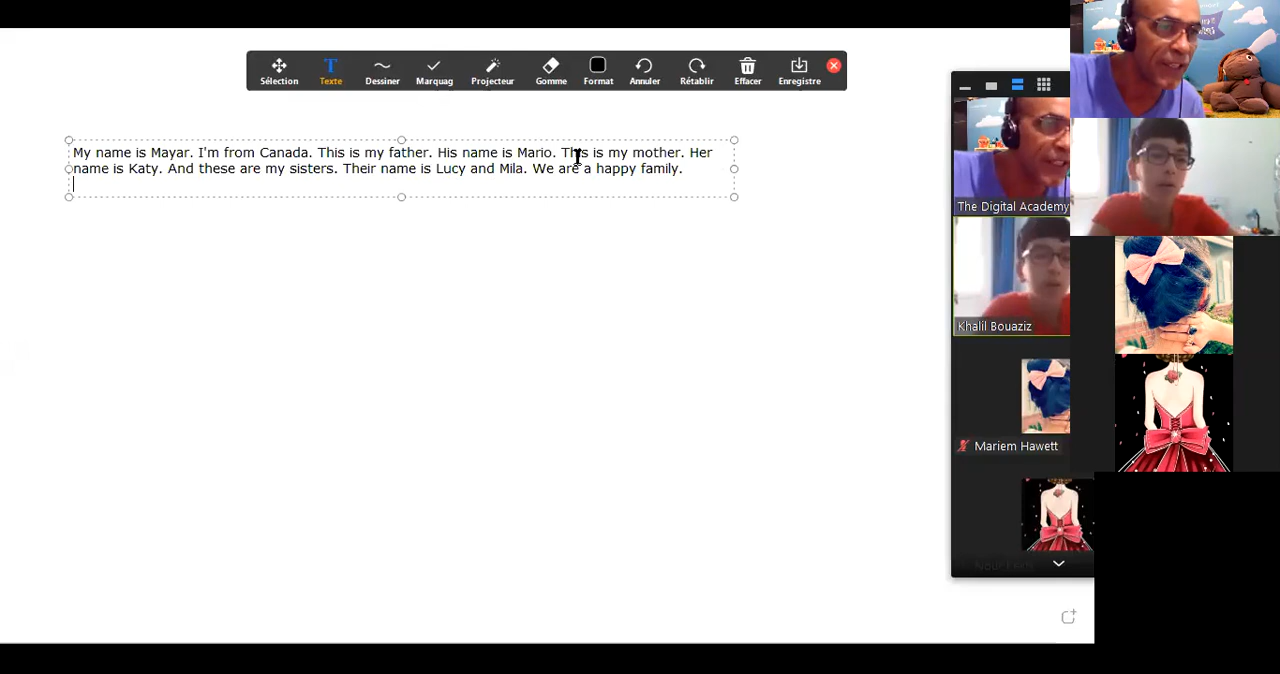 Sélection Texte Dessiner Marquag Projecteur Gomme Format Annuler Rétablir Effacer Enregistre
My name is Mayar. I'm from Canada. This is my father. His name is Mario. This is my mother. Her
name is Katy. And these are my sisters. Their name is Lucy and Mila. We are a happy family.
The Digital Academy
Khalil Bouaziz
Mariem Hawett